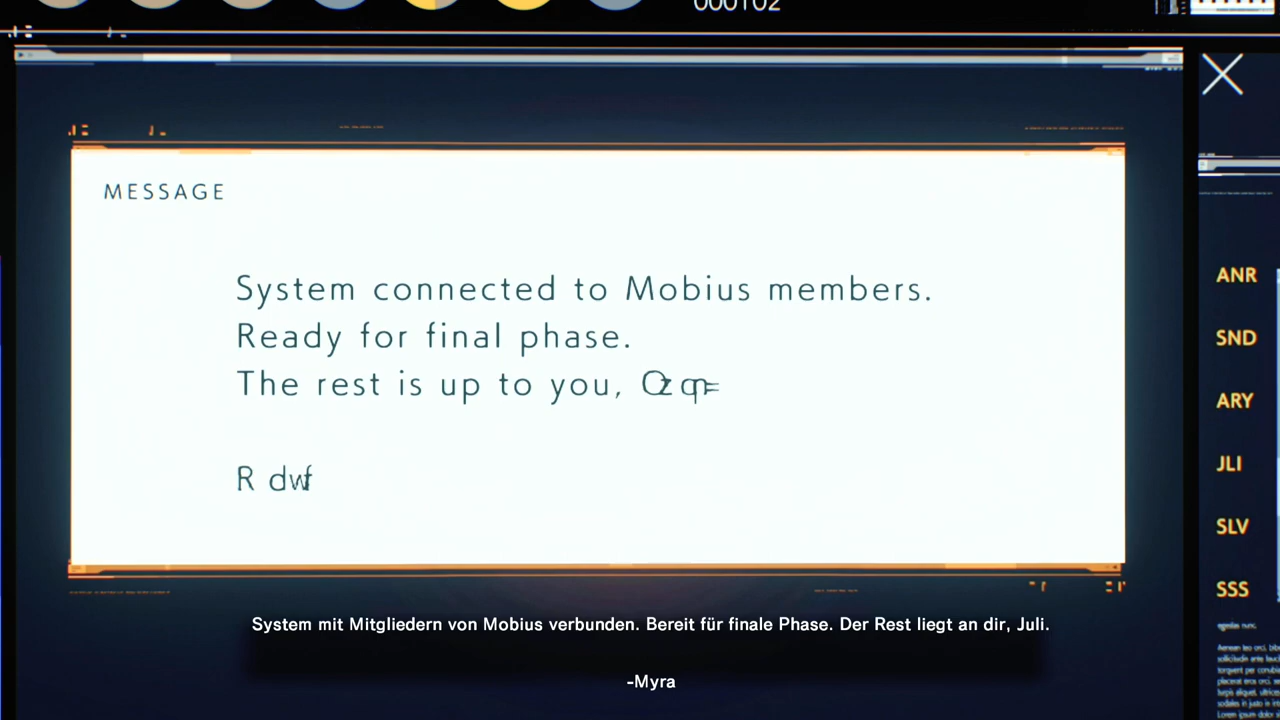 000102
MESSAGE
System connected to Mobius members.
Ready for final phase.
The rest is up to you,
ANR
SND
ARY
JLI
SLV
SSS
System mit Mitgliedern von Mobius verbunden. Bereit für finale Phase. Der Rest liegt an dir, Juli.
-Myra